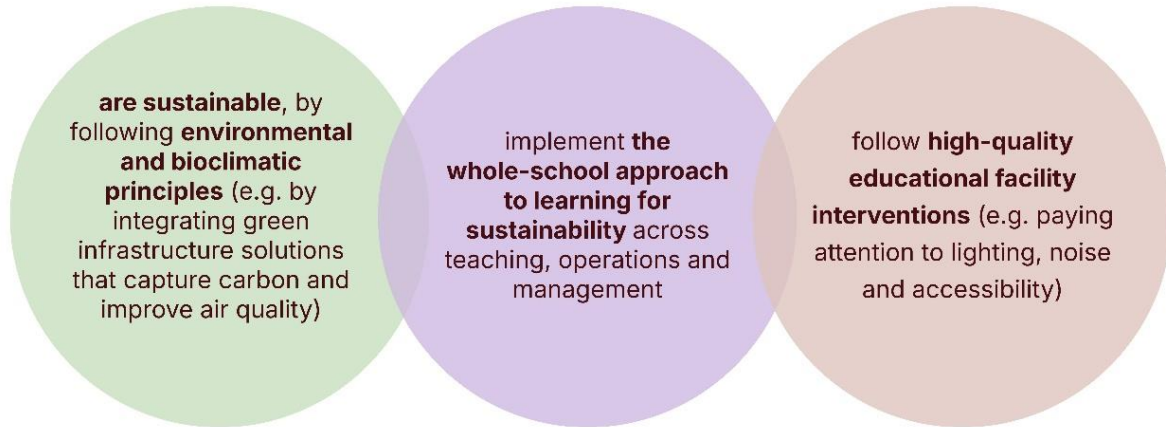 are sustainable, by
following environmental
and bioclimatic
principles (e.g. by
integrating green
infrastructure solutions
that capture carbon and
improve air quality)
implement the
whole-school approach
to learning for
sustainability across
teaching, operations and
management
follow high-quality
educational facility
interventions (e.g. paying
attention to lighting, noise
and accessibility)